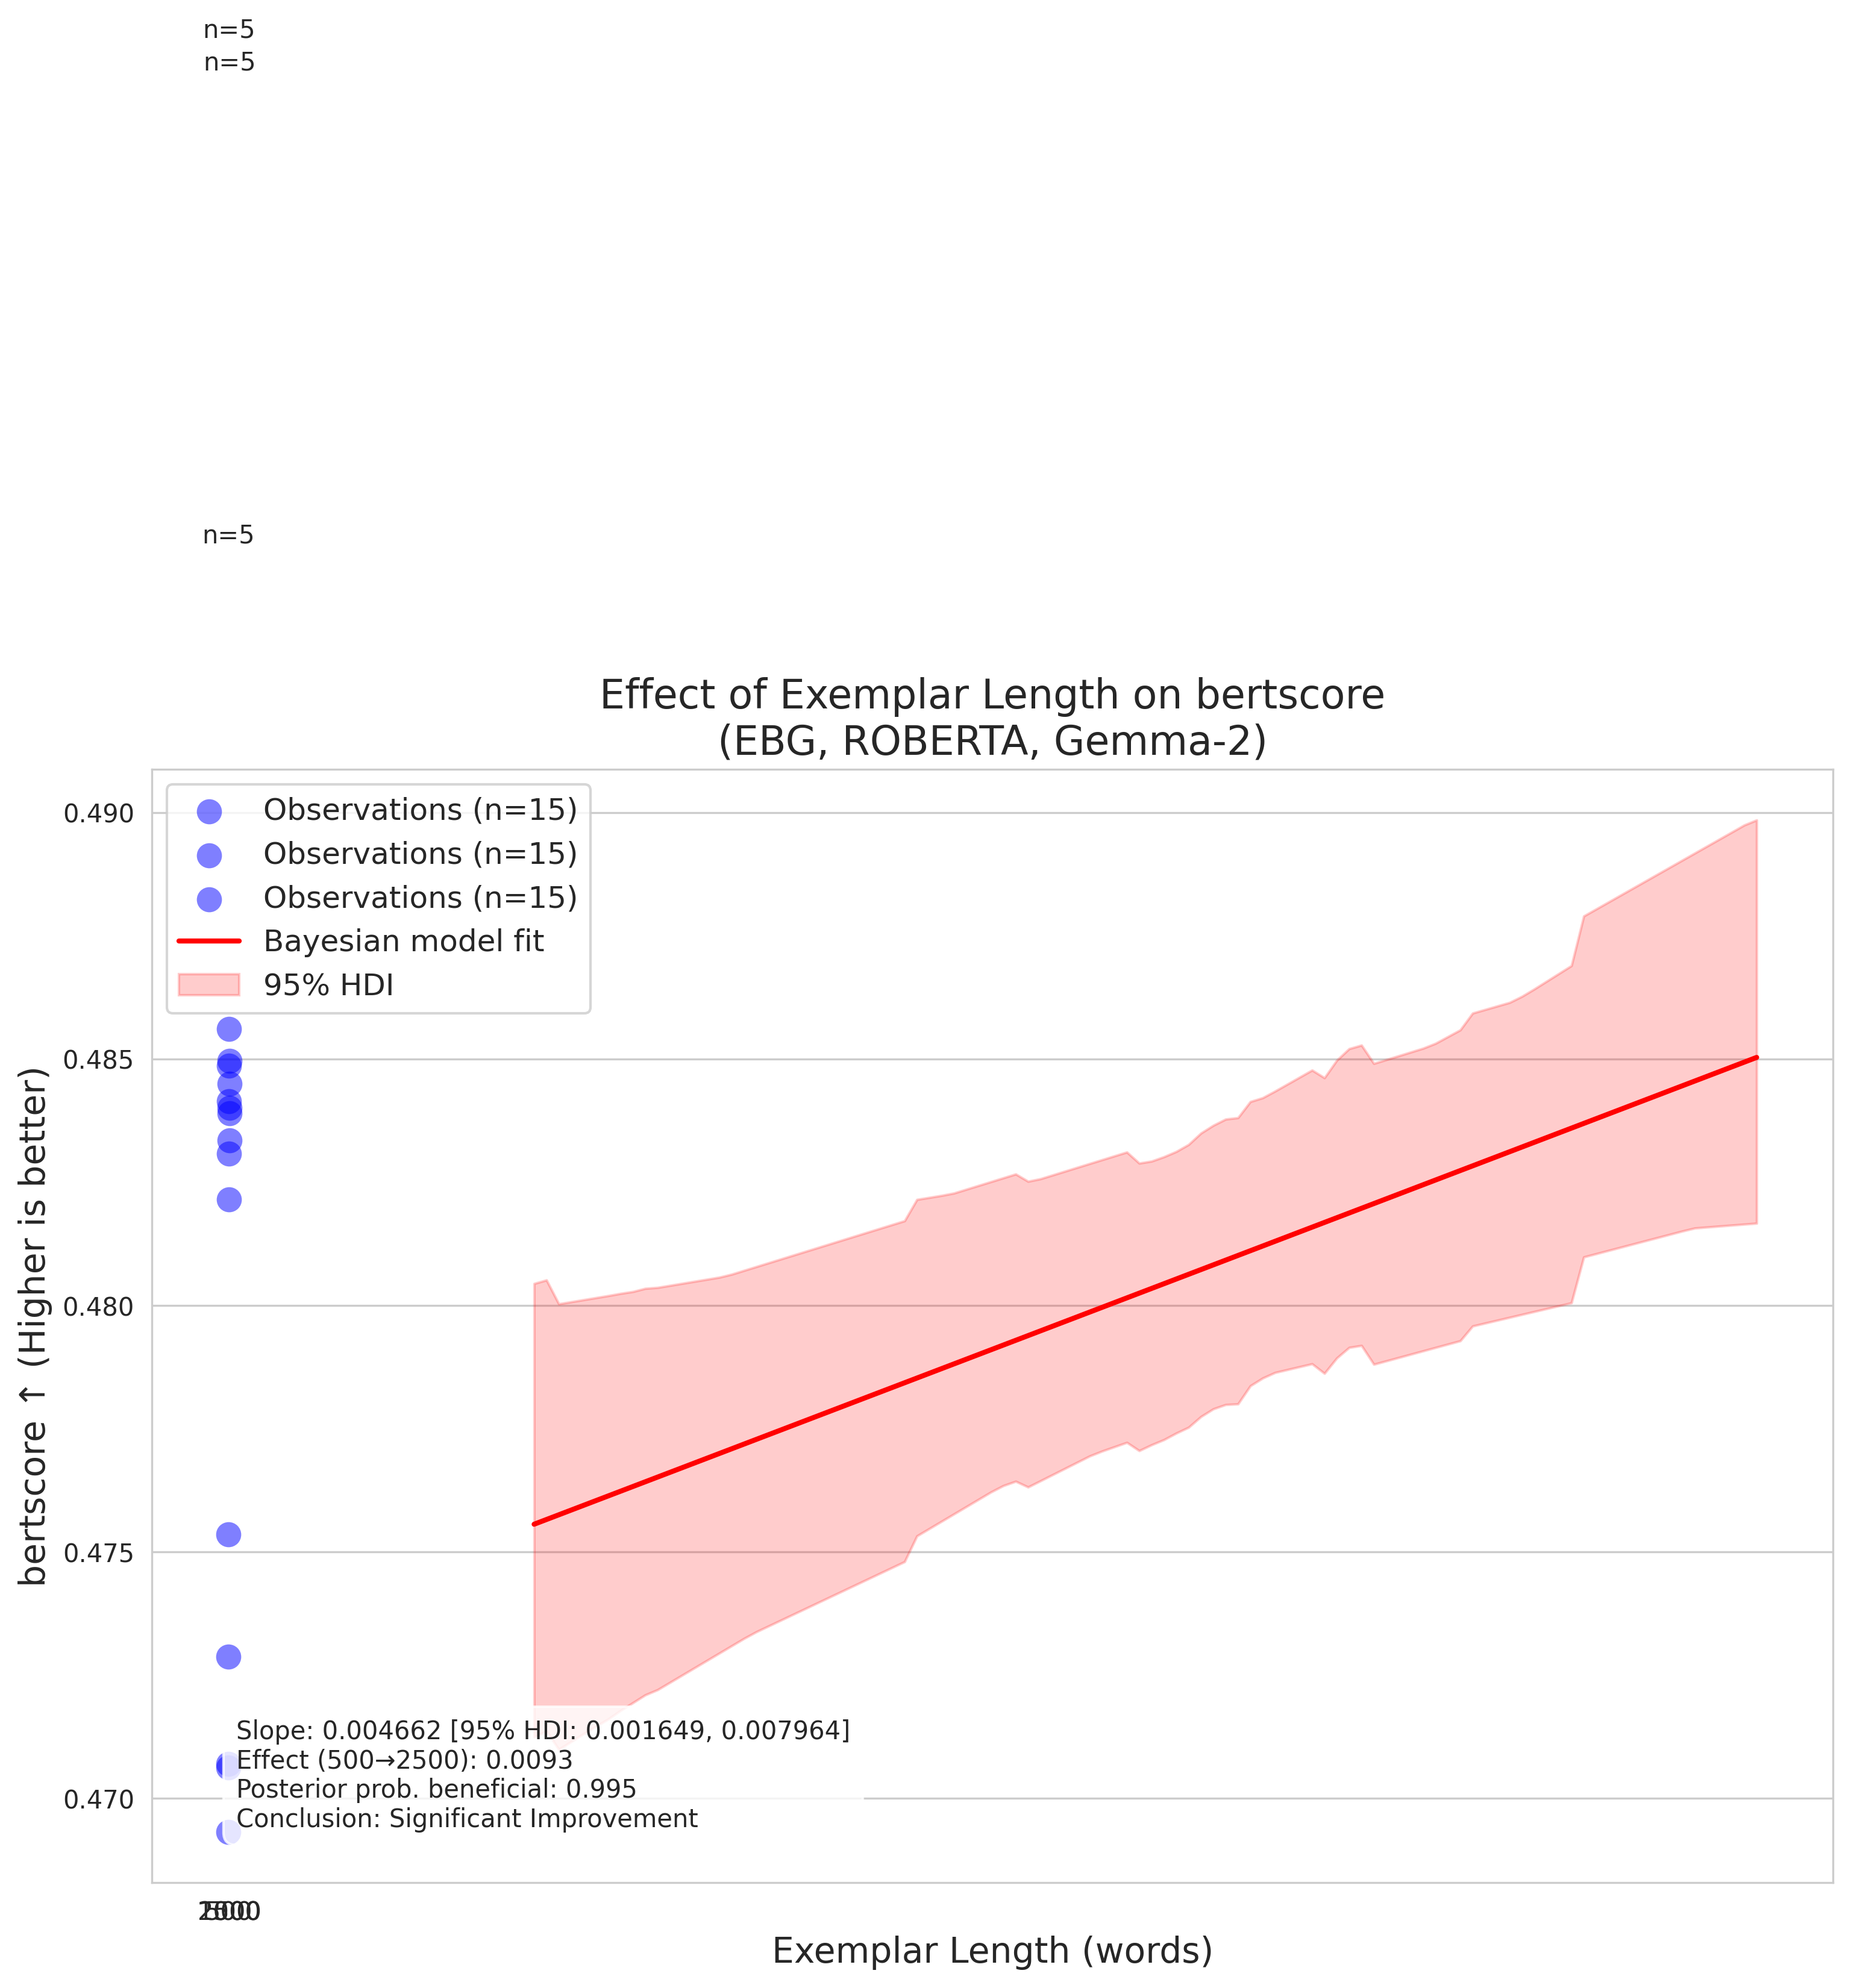 n=5
n=5
n=5
Effect of Exemplar Length on bertscore
(EBG, ROBERTA, Gemma-2)
Observations (n=15)
Observations (n=15)
Observations (n=15)
Bayesian model fit
95% HDI
bertscore ↑ (Higher is better)
0.490
0.485
0.480
0.475
0.470
Slope: 0.004662 [95% HDI: 0.001649, 0.007964]
Effect (500→2500): 0.0093
Posterior prob. beneficial: 0.995
Conclusion: Significant Improvement
Exemplar Length (words)